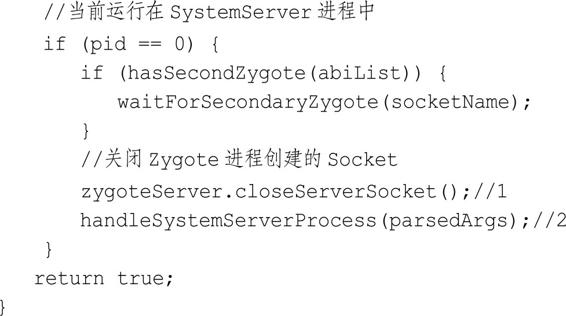 //当前运行在 SystemServer 进程中
if (pid == 0) {
if (hasSecondZygote(abiList)) {
waitForSecondaryZygote(socketName);
}
//关闭 Zygote 进程创建的 Socket
zygoteServer.closeServerSocket();//1
handleSystemServerProcess(parsedArgs);//2
}
return true;
}